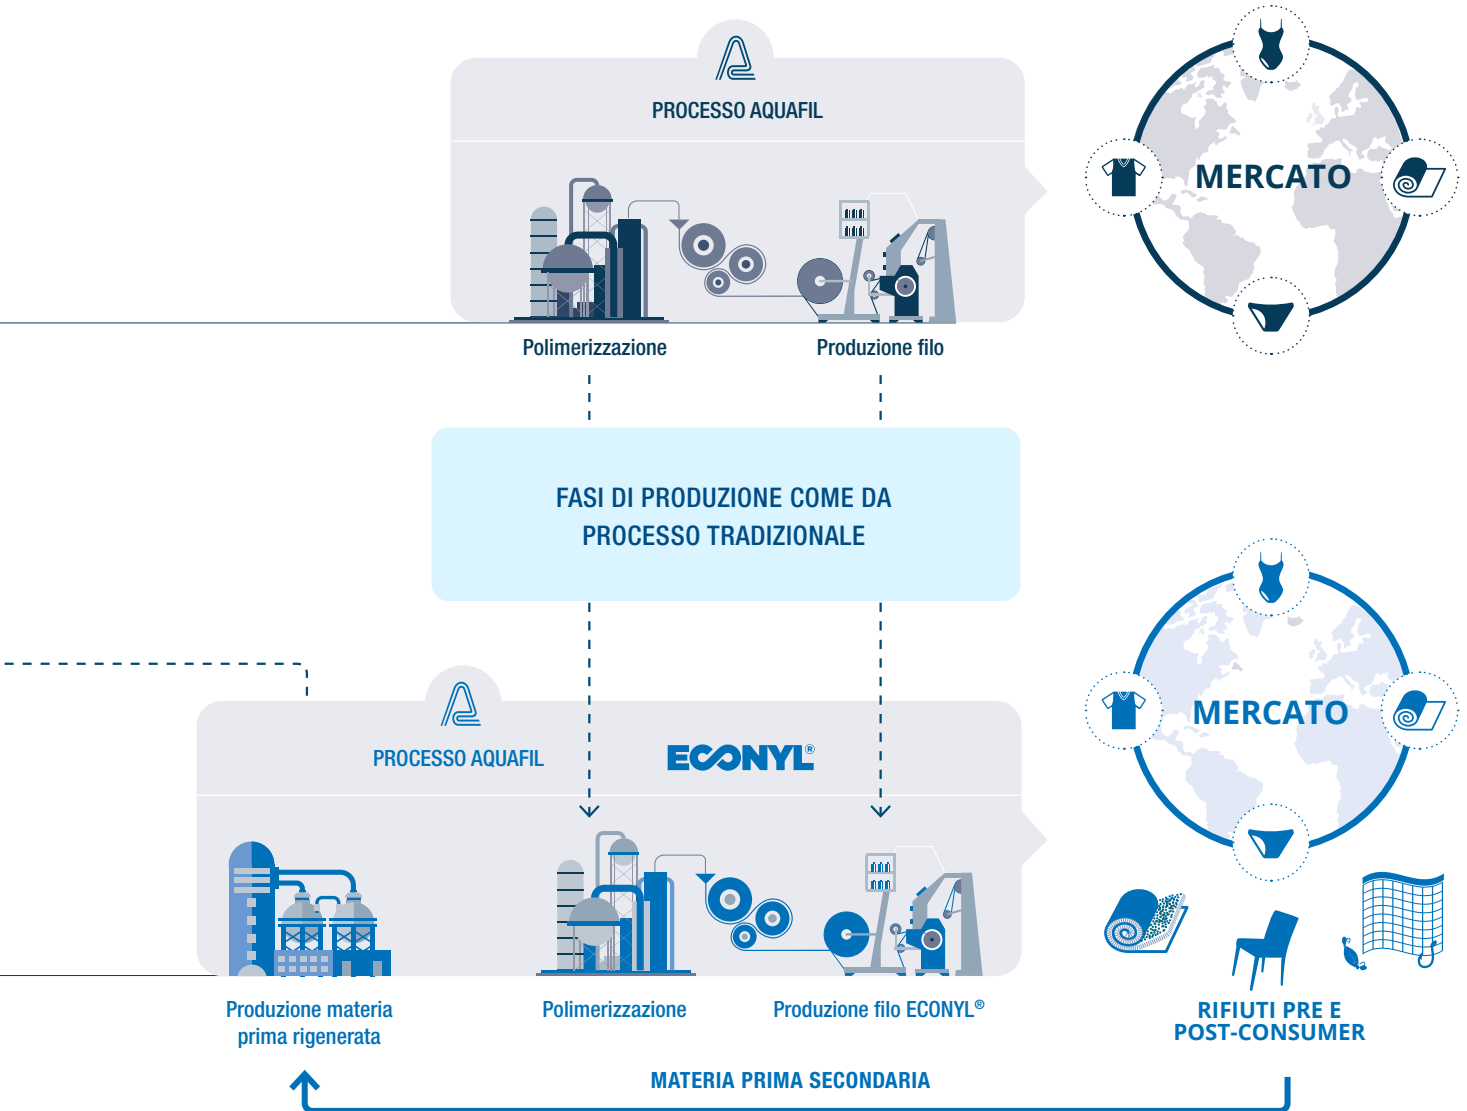 PROCESSO AQUAFIL
MERCATO
Polimerizzazione
Produzione filo
FASI DI PRODUZIONE COME DA
PROCESSO TRADIZIONALE
PROCESSO AQUAFIL
ECONYL®
MERCATO
Produzione materia
prima rigenerata
Polimerizzazione
Produzione filo ECONYL®
RIFIUTI PRE E
POST-CONSUMER
MATERIA PRIMA SECONDARIA